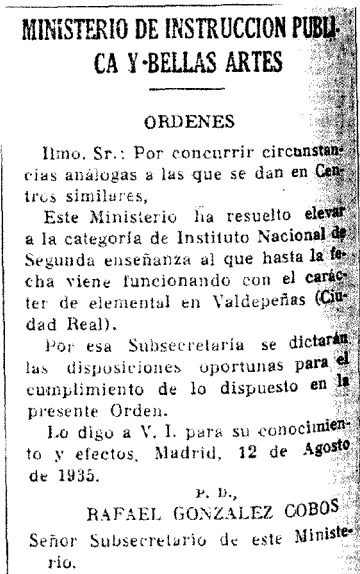 MINISTERIO DE INSTRUCCION PUBLI-
CA Y BELLAS ARTES
ORDENES
Ilmo. Sr.: Por concurrir circunstan-
cias análogas a las que se dan en Cen-
tros similares,
Este Ministerio ha resuelto elevar
a la categoría de Instituto Nacional de
Segunda enseñanza al que hasta la fe-
cha viene funcionando con el carác-
ter de elemental en Valdepeñas (Ciu-
dad Real).
Por esa Subsecretaría se dictarán
las disposiciones oportunas para el
cumplimiento de lo dispuesto en la
presente Orden.
Lo digo a V. I. para su conocimien-
to y efectos. Madrid, 12 de Agosto
de 1935.
P. D.,
RAFAEL GONZALEZ COBOS
Señor Subsecretario de este Ministe-
rio.